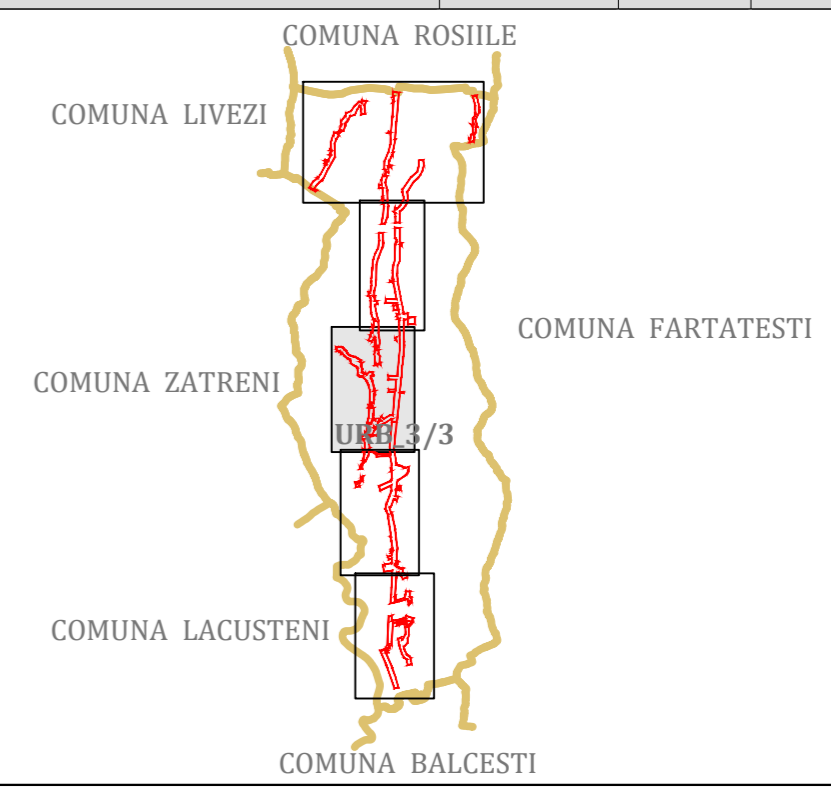 COMUNA ROSIILE
COMUNA LIVEZI
COMUNA FARTATESTI
COMUNA ZATRENI
URB_3/3
COMUNA LACUSTENI
COMUNA BALCESTI